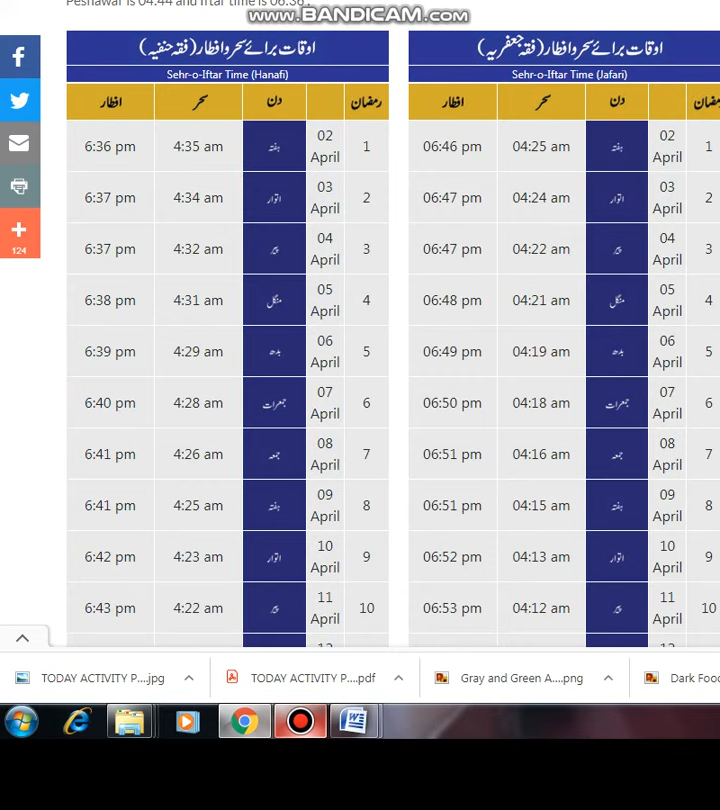 Peshawar is 04:44 and Iftar time is 06:36 .
www.BANDICAM.com
اوقات برائے سحر و افطار (فقہ حنفیہ)
Sehr-o-Iftar Time (Hanafi)
افطار سحر دن رمضان
6:36 pm 4:35 am ہفتہ 02 April 1
6:37 pm 4:34 am اتوار 03 April 2
6:37 pm 4:32 am پیر 04 April 3
6:38 pm 4:31 am منگل 05 April 4
6:39 pm 4:29 am بدھ 06 April 5
6:40 pm 4:28 am جمعرات 07 April 6
6:41 pm 4:26 am جمعہ 08 April 7
6:41 pm 4:25 am ہفتہ 09 April 8
6:42 pm 4:23 am اتوار 10 April 9
6:43 pm 4:22 am پیر 11 April 10
اوقات برائے سحر و افطار (فقہ جعفریہ)
Sehr-o-Iftar Time (Jafari)
افطار سحر دن رمضان
06:46 pm 04:25 am ہفتہ 02 April 1
06:47 pm 04:24 am اتوار 03 April 2
06:47 pm 04:22 am پیر 04 April 3
06:48 pm 04:21 am منگل 05 April 4
06:49 pm 04:19 am بدھ 06 April 5
06:50 pm 04:18 am جمعرات 07 April 6
06:51 pm 04:16 am جمعہ 08 April 7
06:51 pm 04:15 am ہفتہ 09 April 8
06:52 pm 04:13 am اتوار 10 April 9
06:53 pm 04:12 am پیر 11 April 10
124
TODAY ACTIVITY P....jpg
TODAY ACTIVITY P....pdf
Gray and Green A....png
Dark Food